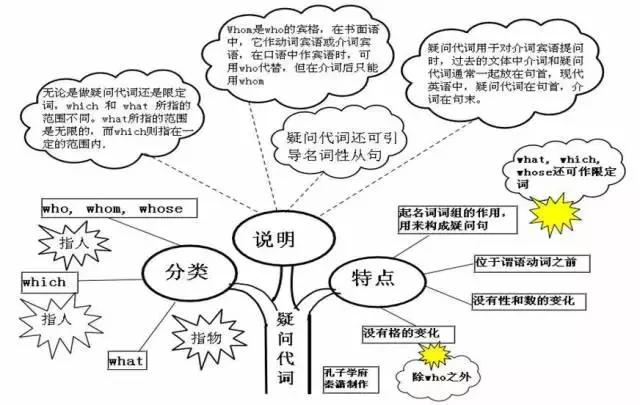 无论是做疑问代词还是限定
词，which 和 what 所指的
范围不同。what所指的范围
是无限的，而which则指在一
定的范围内.
Whom是who的宾格，在书面语
中，它作动词宾语或介词宾
语，在口语中作宾语时，可
用who代替，但在介词后只能
用whom
疑问代词还可引
导名词性从句
疑问代词用于对介词宾语提问
时，过去的文体中介词和疑问
代词通常一起放在句首，现代
英语中，疑问代词在句首，介
词在句末。
what, which,
whose还可作限定
词
who, whom, whose
指人
which
指人
what
指物
分类
说明
特点
起名词词组的作用，
用来构成疑问句
位于谓语动词之前
没有性和数的变化
没有格的变化
除who之外
疑问代词
孔子学府
秦潇制作